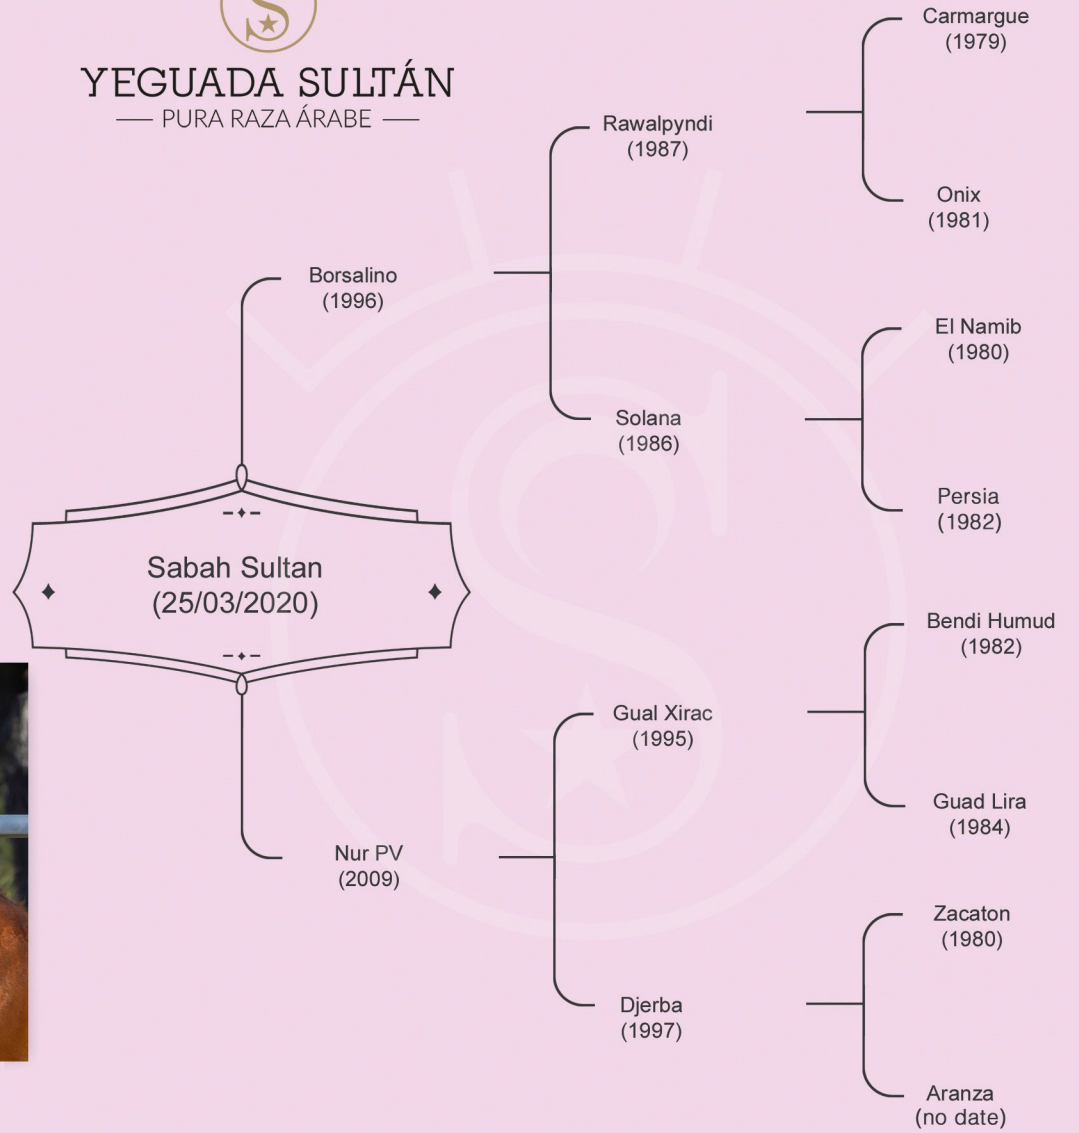 YEGUADA SULTÁN
PURA RAZA ÁRABE
Carmargue
(1979)
Rawalpyndi
(1987)
Onix
(1981)
Borsalino
(1996)
El Namib
(1980)
Solana
(1986)
Persia
(1982)
Sabah Sultan
(25/03/2020)
Bendi Humud
(1982)
Gual Xirac
(1995)
Guad Lira
(1984)
Nur PV
(2009)
Zacaton
(1980)
Djerba
(1997)
Aranza
(no date)